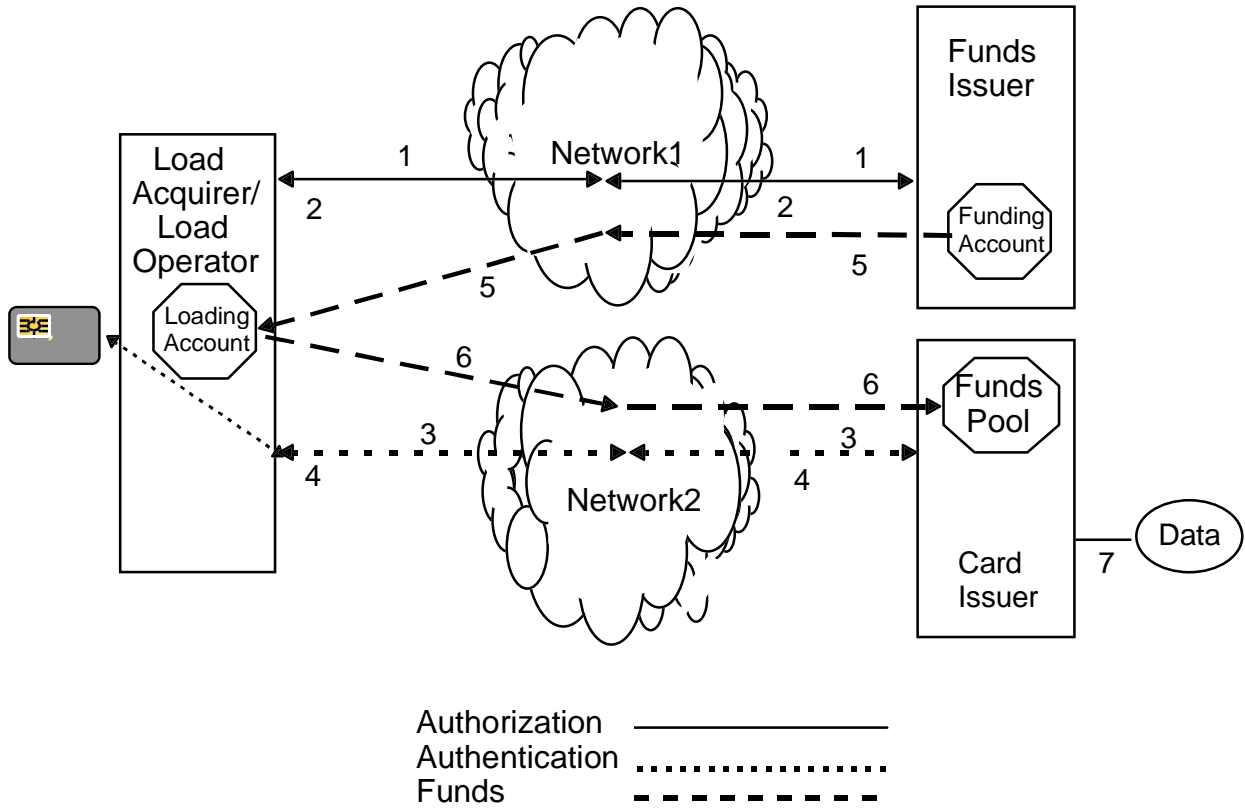 Funds
Issuer
Load
Acquirer/
Load
Operator
1
Network1
1
2
2
Funding
Account
5
5
Loading
Account
6
6
Funds
Pool
3
3
4
4
Network2
Card
Issuer
7
Data
Authorization
Authentication
Funds